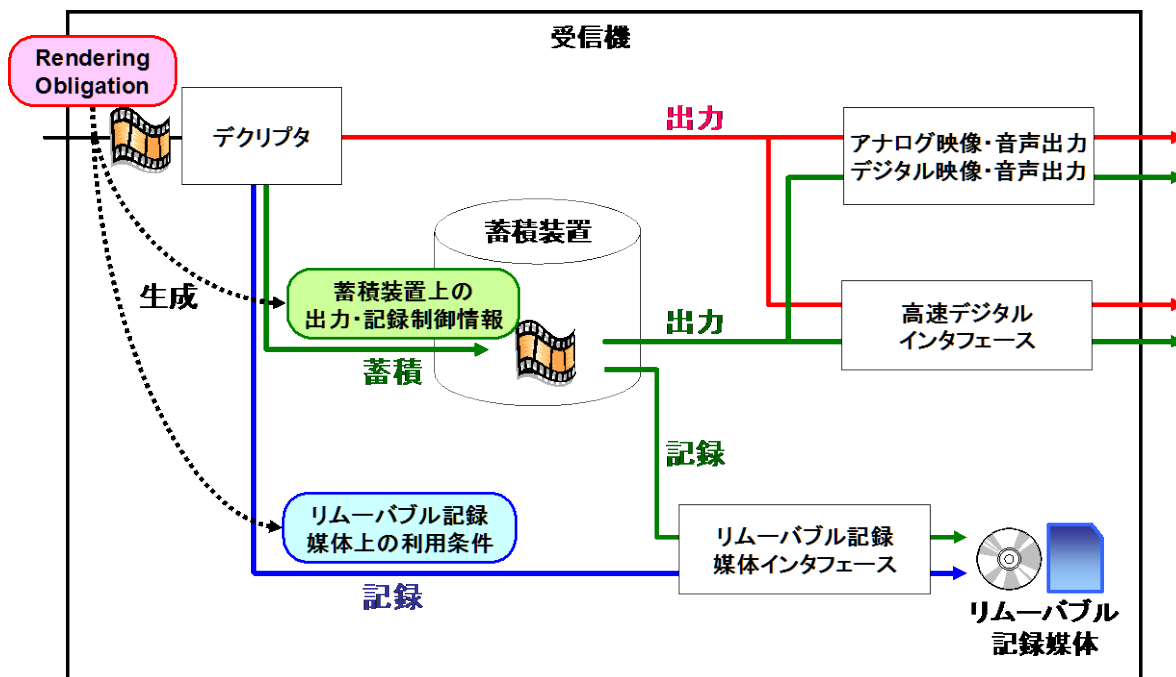 受信機
Rendering
Obligation
デクリプタ
出力
アナログ映像・音声出力
デジタル映像・音声出力
蓄積装置
生成
蓄積装置上の
出力・記録制御情報
出力
高速デジタル
インタフェース
蓄積
記録
リムーバブル記録
媒体上の利用条件
リムーバブル記録
媒体インタフェース
記録
リムーバブル
記録媒体